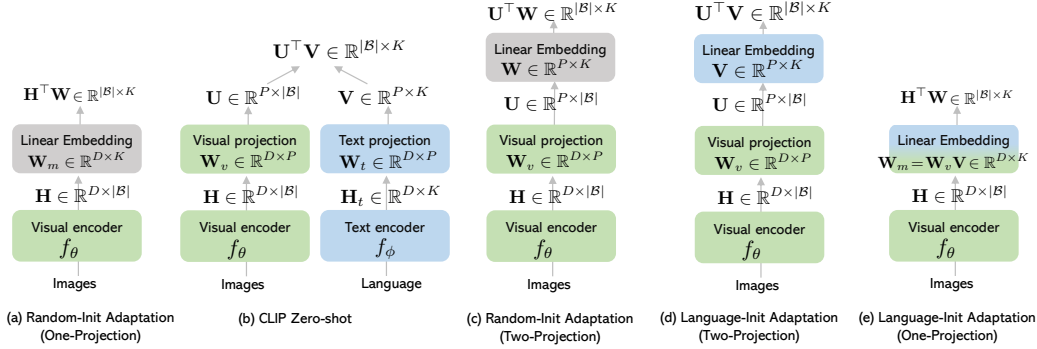 H⊤W ∈ ℝ^{|ℬ|×K}
Linear Embedding
W_m ∈ ℝ^{D×K}
H ∈ ℝ^{D×|ℬ|}
Visual encoder
f_θ
Images
(a) Random-Init Adaptation
(One-Projection)
U⊤V ∈ ℝ^{|ℬ|×K}
U ∈ ℝ^{P×|ℬ|}
V ∈ ℝ^{P×K}
Visual projection
W_v ∈ ℝ^{D×P}
Text projection
W_t ∈ ℝ^{D×P}
H ∈ ℝ^{D×|ℬ|}
H_t ∈ ℝ^{D×K}
Visual encoder
f_θ
Text encoder
f_ϕ
Images
Language
(b) CLIP Zero-shot
U⊤W ∈ ℝ^{|ℬ|×K}
Linear Embedding
W ∈ ℝ^{P×K}
U ∈ ℝ^{P×|ℬ|}
Visual projection
W_v ∈ ℝ^{D×P}
H ∈ ℝ^{D×|ℬ|}
Visual encoder
f_θ
Images
(c) Random-Init Adaptation
(Two-Projection)
U⊤V ∈ ℝ^{|ℬ|×K}
Linear Embedding
V ∈ ℝ^{P×K}
U ∈ ℝ^{P×|ℬ|}
Visual projection
W_v ∈ ℝ^{D×P}
H ∈ ℝ^{D×|ℬ|}
Visual encoder
f_θ
Images
(d) Language-Init Adaptation
(Two-Projection)
H⊤W ∈ ℝ^{|ℬ|×K}
Linear Embedding
W_m = W_v V ∈ ℝ^{D×K}
H ∈ ℝ^{D×|ℬ|}
Visual encoder
f_θ
Images
(e) Language-Init Adaptation
(One-Projection)